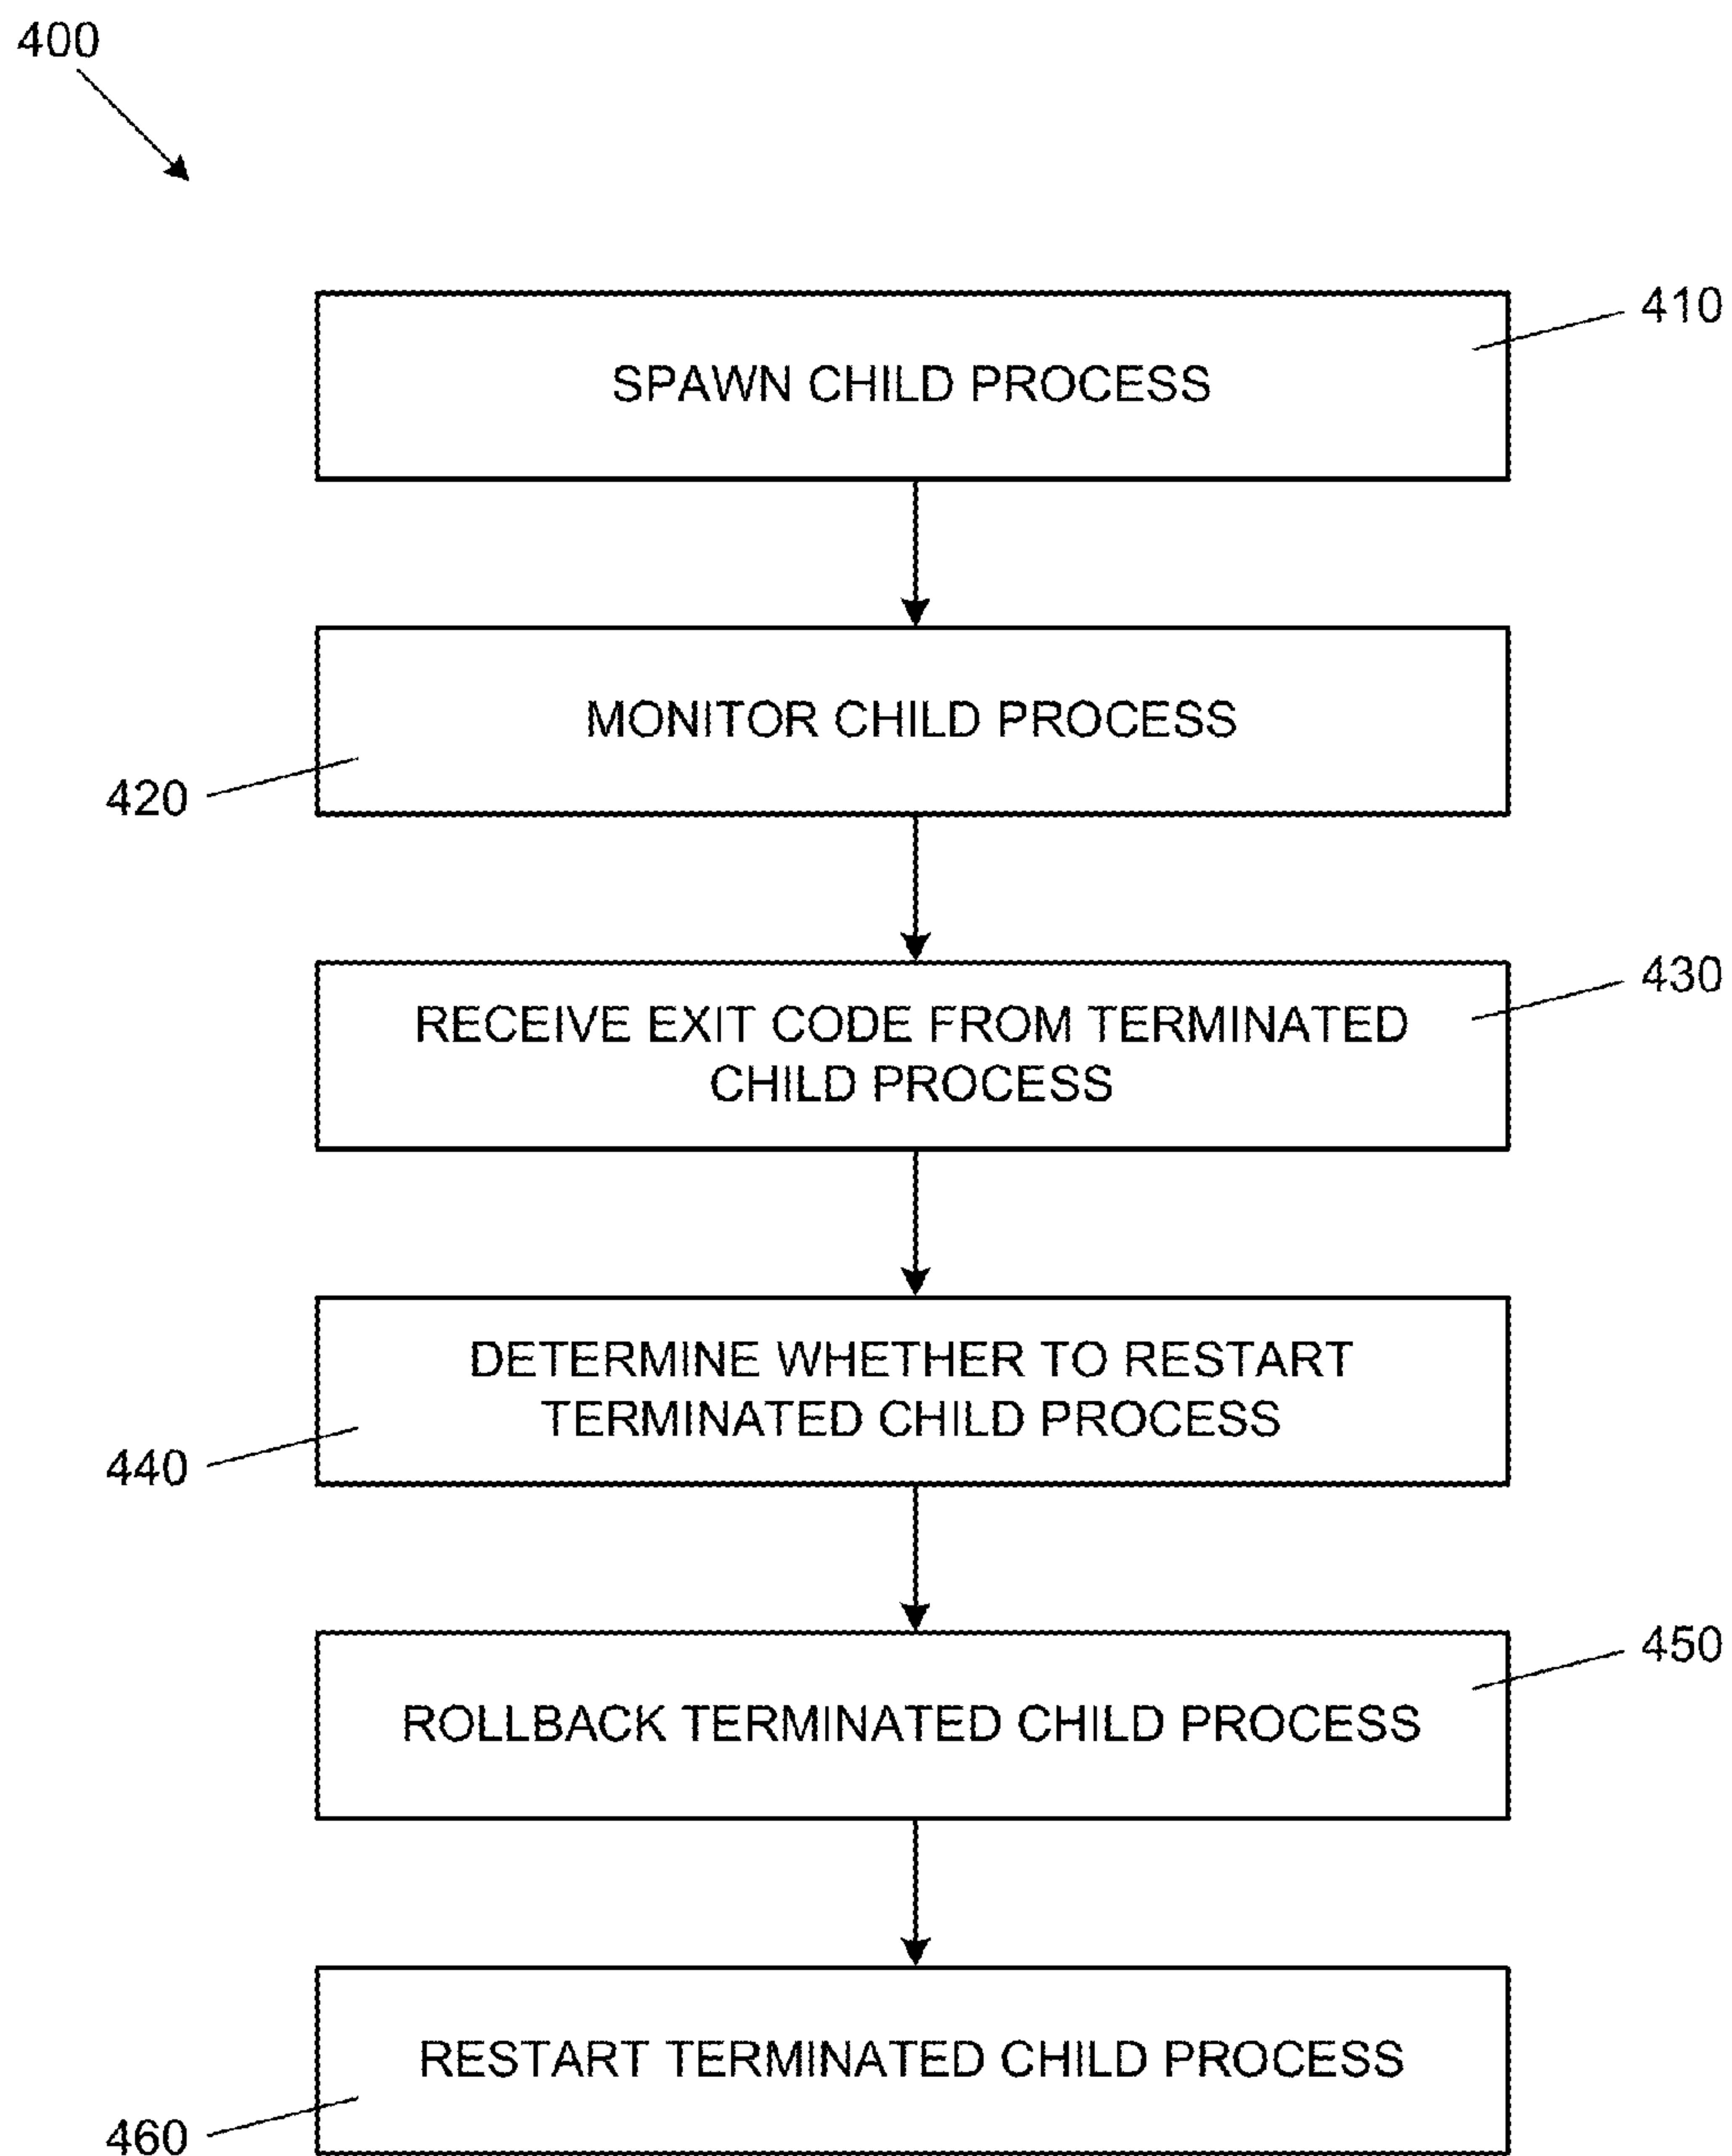 400
410
SPAWN CHILD PROCESS
MONITOR CHILD PROCESS
420
430
RECEIVE EXIT CODE FROM TERMINATED
CHILD PROCESS
DETERMINE WHETHER TO RESTART
TERMINATED CHILD PROCESS
440
450
ROLLBACK TERMINATED CHILD PROCESS
RESTART TERMINATED CHILD PROCESS
460